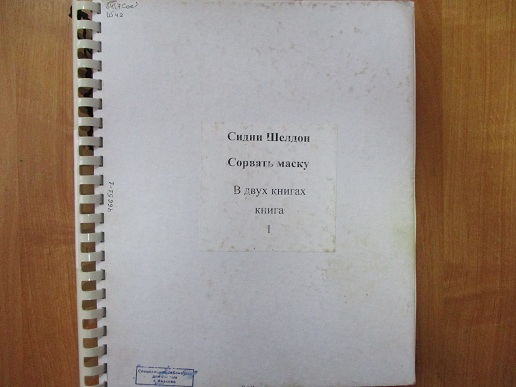 Сидни Шелдон
Сорвать маску
В двух книгах
книга
1